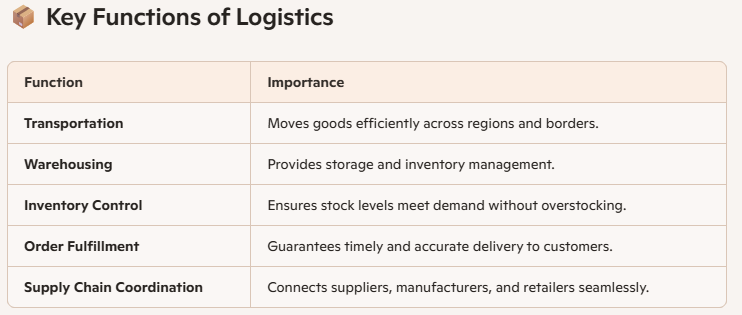 Key Functions of Logistics
Function Importance
Transportation Moves goods efficiently across regions and borders.
Warehousing Provides storage and inventory management.
Inventory Control Ensures stock levels meet demand without overstocking.
Order Fulfillment Guarantees timely and accurate delivery to customers.
Supply Chain Coordination Connects suppliers, manufacturers, and retailers seamlessly.